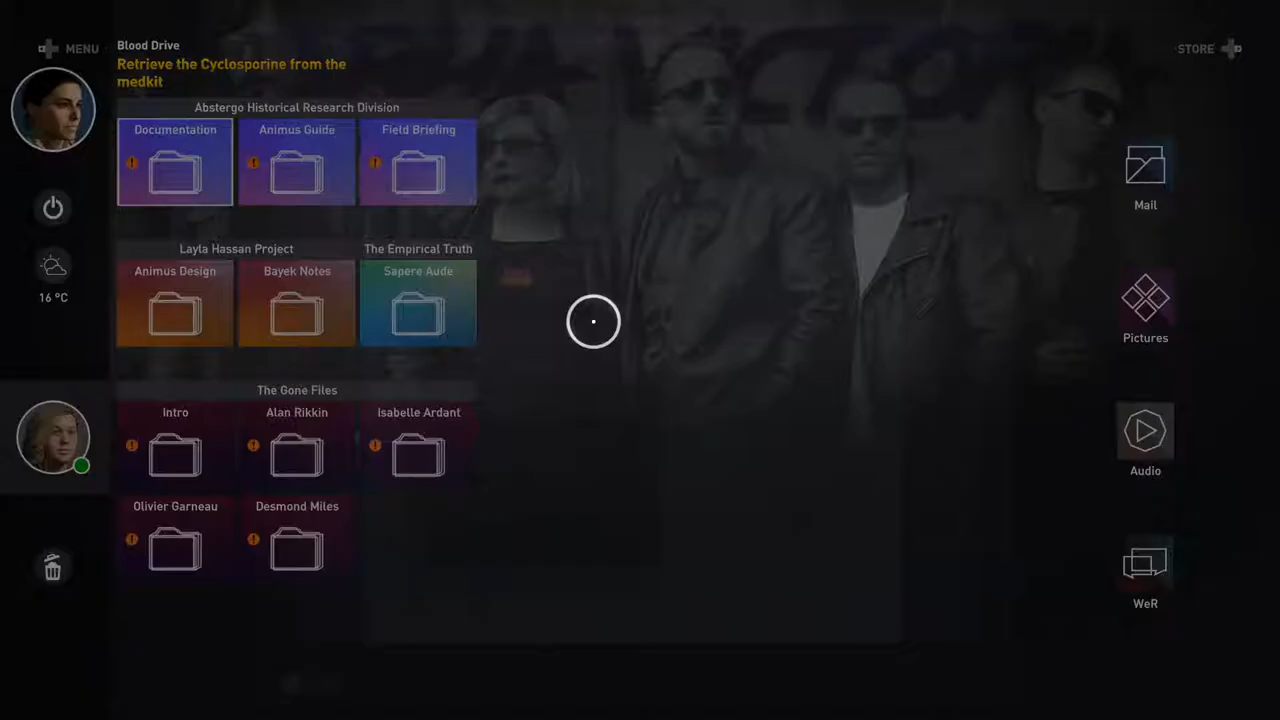 MENU
Blood Drive
STORE
Retrieve the Cyclosporine from the
medkit
Abstergo Historical Research Division
Documentation
Animus Guide
Field Briefing
Mail
Layla Hassan Project
The Empirical Truth
Animus Design
Bayek Notes
Sapere Aude
16 °C
Pictures
The Gone Files
Intro
Alan Rikkin
Isabelle Ardant
Audio
Olivier Garneau
Desmond Miles
WeR